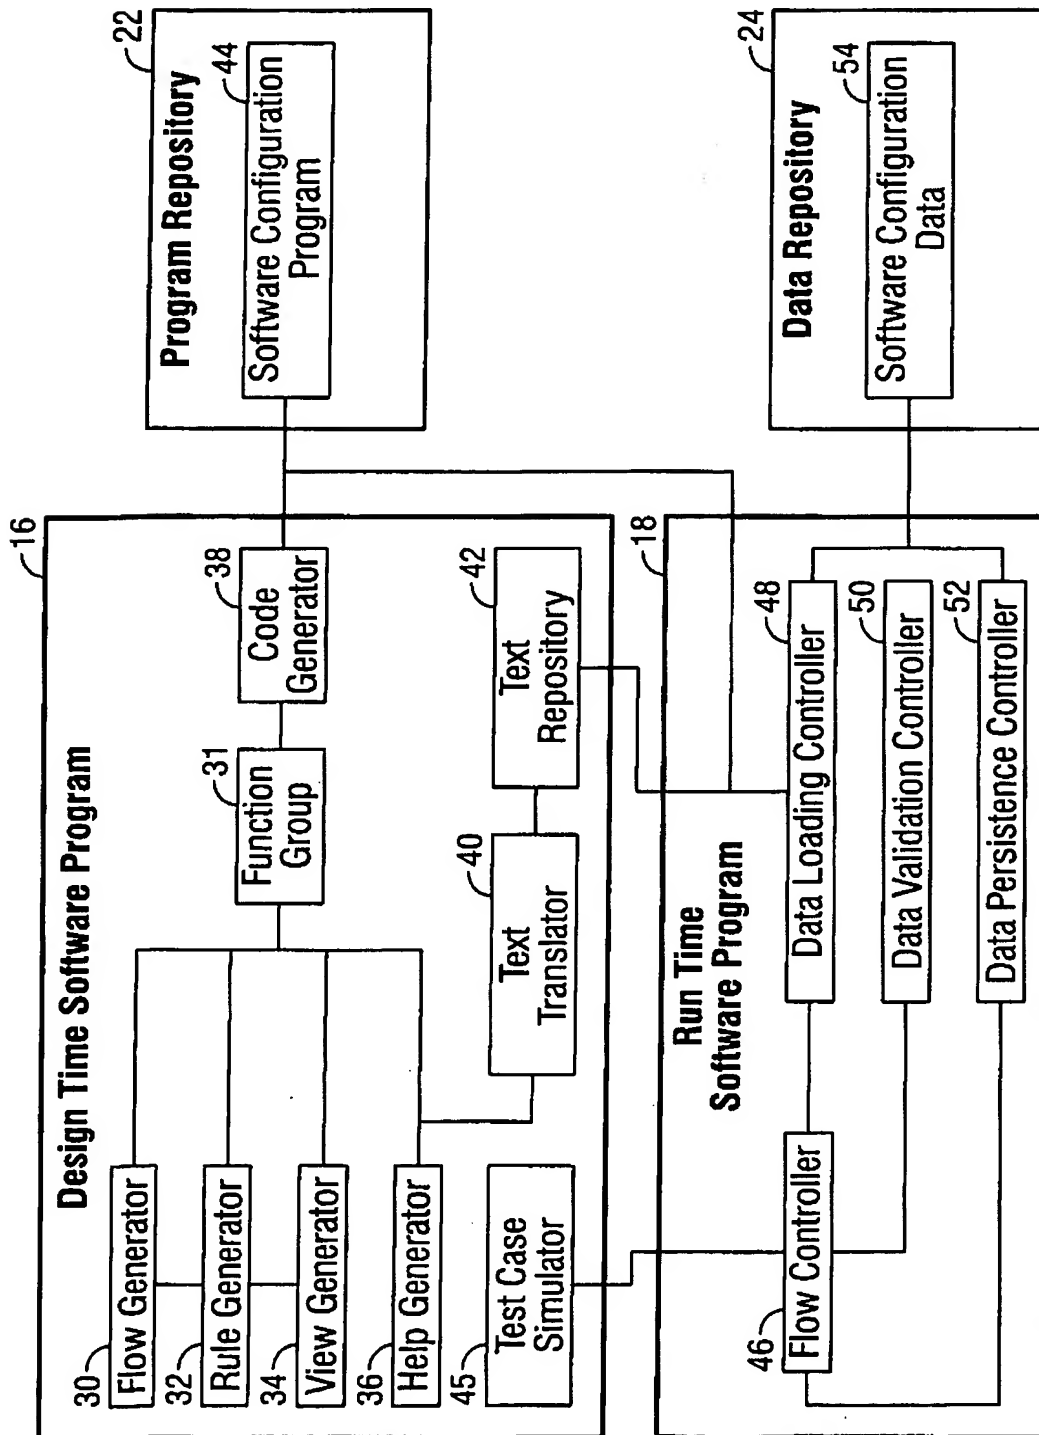 16
Design Time Software Program
30
Flow Generator
32
Rule Generator
34
View Generator
36
Help Generator
45
Test Case
Simulator
31
Function
Group
38
Code
Generator
40
Text
Translator
42
Text
Repository
22
Program Repository
44
Software Configuration
Program
18
Run Time
Software Program
46
Flow Controller
48
Data Loading Controller
50
Data Validation Controller
52
Data Persistence Controller
24
Data Repository
54
Software Configuration
Data